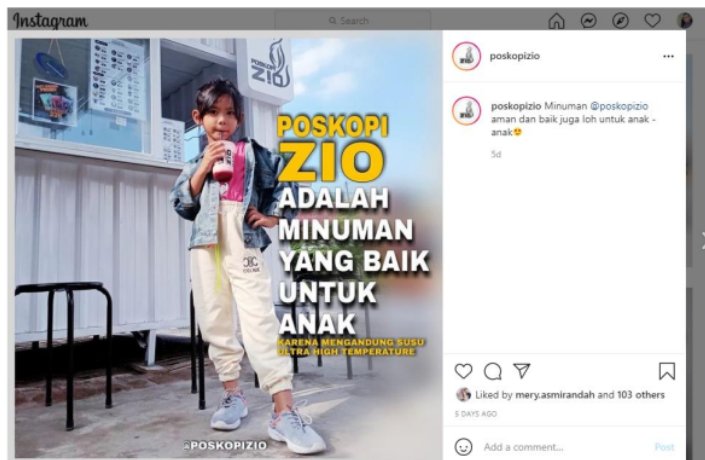 Instagram
Search
POSKOPI
ZIO
POSKOPI
ZIO
ADALAH
MINUMAN
YANG BAIK
UNTUK
ANAK
KARENA MENGANDUNG SUSU
ULTRA HIGH TEMPERATURE
@POSKOPIZIO
poskopizio
poskopizio Minuman @poskopizio
aman dan baik juga loh untuk anak -
anak😍
5d
Liked by mery.asmirandah and 103 others
5 DAYS AGO
Add a comment...
Post